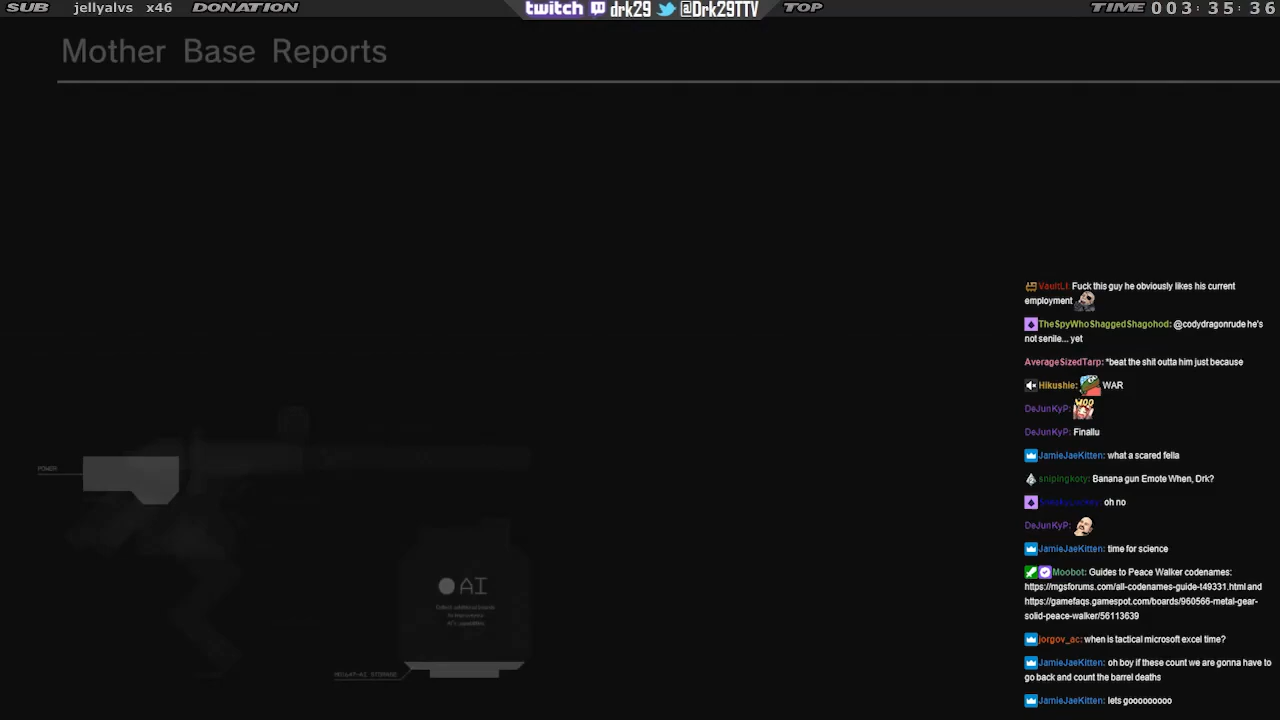 SUB jellyalvs x46 DONATION twitch drk29 @Drk29TTV TOP TIME 003:35:36
Mother Base Reports
VaultLi: Fuck this guy he obviously likes his current
employment
TheSpyWhoShaggedShagohod: @codydragonrude he's
not senile... yet
AverageSizedTarp: *beat the shit outta him just because
Hikushie: WAR
DeJunKyP:
DeJunKyP: Finallu
JamieJaeKitten: what a scared fella
POWER
snipingkoty: Banana gun Emote When, Drk?
oh no
DeJunKyP:
JamieJaeKitten: time for science
Moobot: Guides to Peace Walker codenames:
https://mgsforums.com/all-codenames-guide-t49331.html and
https://gamefaqs.gamespot.com/boards/960566-metal-gear-
solid-peace-walker/56113639
AI
jorgov_ac: when is tactical microsoft excel time?
JamieJaeKitten: oh boy if these count we are gonna have to
go back and count the barrel deaths
JamieJaeKitten: lets gooooooooo